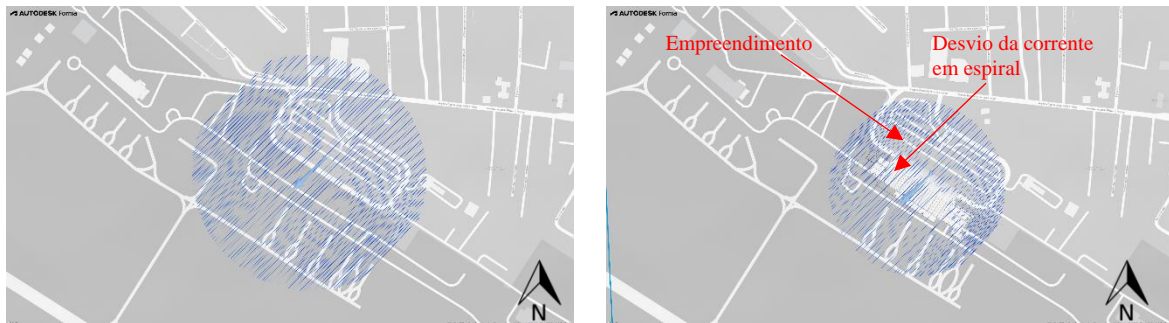 AUTODESK Forma
N
AUTODESK Forma
Empreendimento
Desvio da corrente
em espiral
N